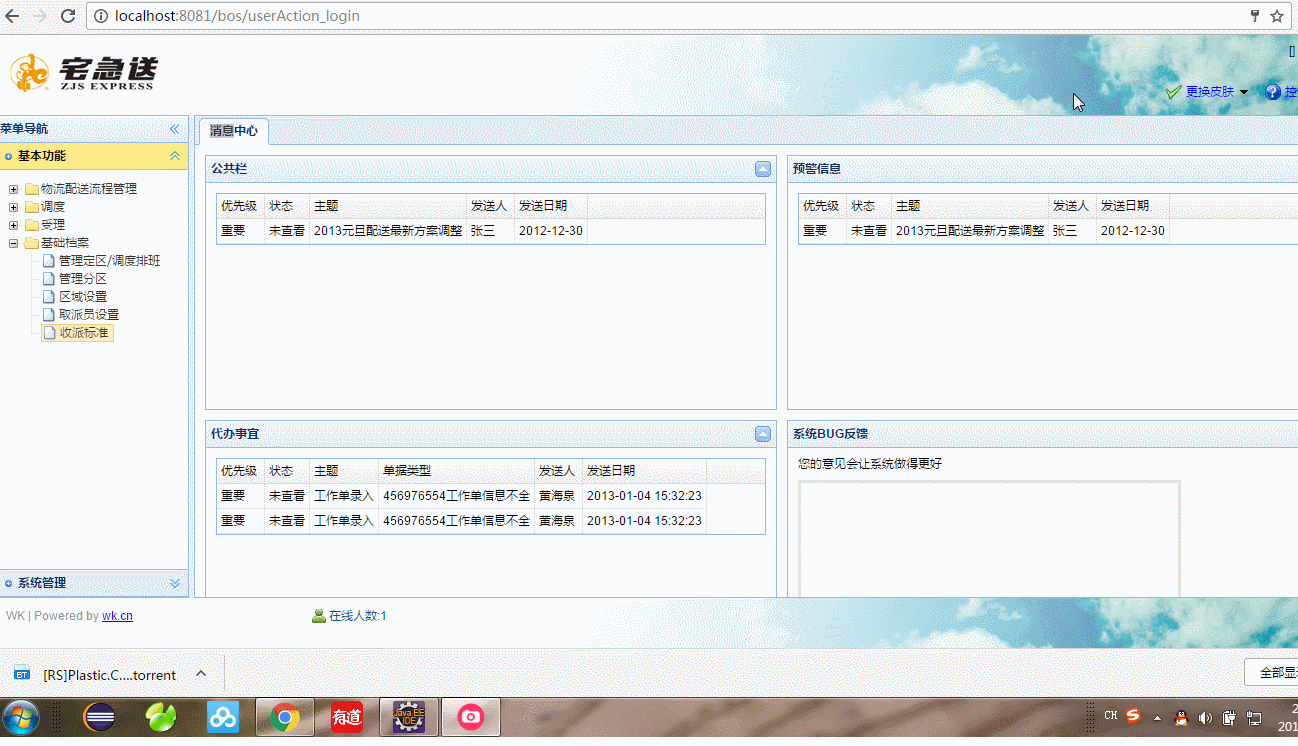 localhost:8081/bos/userAction_login
宅急送
ZJS EXPRESS
更换皮肤
菜单导航
消息中心
基本功能
公共栏
预警信息
物流配送流程管理
调度
受理
基础档案
管理定区/调度排班
管理分区
区域设置
取派员设置
收派标准
优先级 状态 主题 发送人 发送日期
重要 未查看 2013元旦配送最新方案调整 张三 2012-12-30
优先级 状态 主题 发送人 发送日期
重要 未查看 2013元旦配送最新方案调整 张三 2012-12-30
代办事宜
系统BUG反馈
优先级 状态 主题 单据类型 发送人 发送日期
重要 未查看 工作单录入 456976554工作单信息不全 黄海泉 2013-01-04 15:32:23
重要 未查看 工作单录入 456976554工作单信息不全 黄海泉 2013-01-04 15:32:23
您的意见会让系统做得更好
系统管理
WK | Powered by wk.cn
在线人数:1
BT
[RS]Plastic.C....torrent
全部显
有道
Java EE
IDE
CH